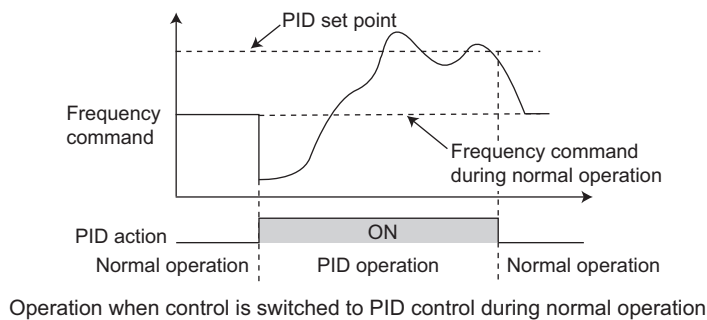 PID set point
Frequency
command
Frequency command
during normal operation
PID action
ON
Normal operation
PID operation
Normal operation
Operation when control is switched to PID control during normal operation